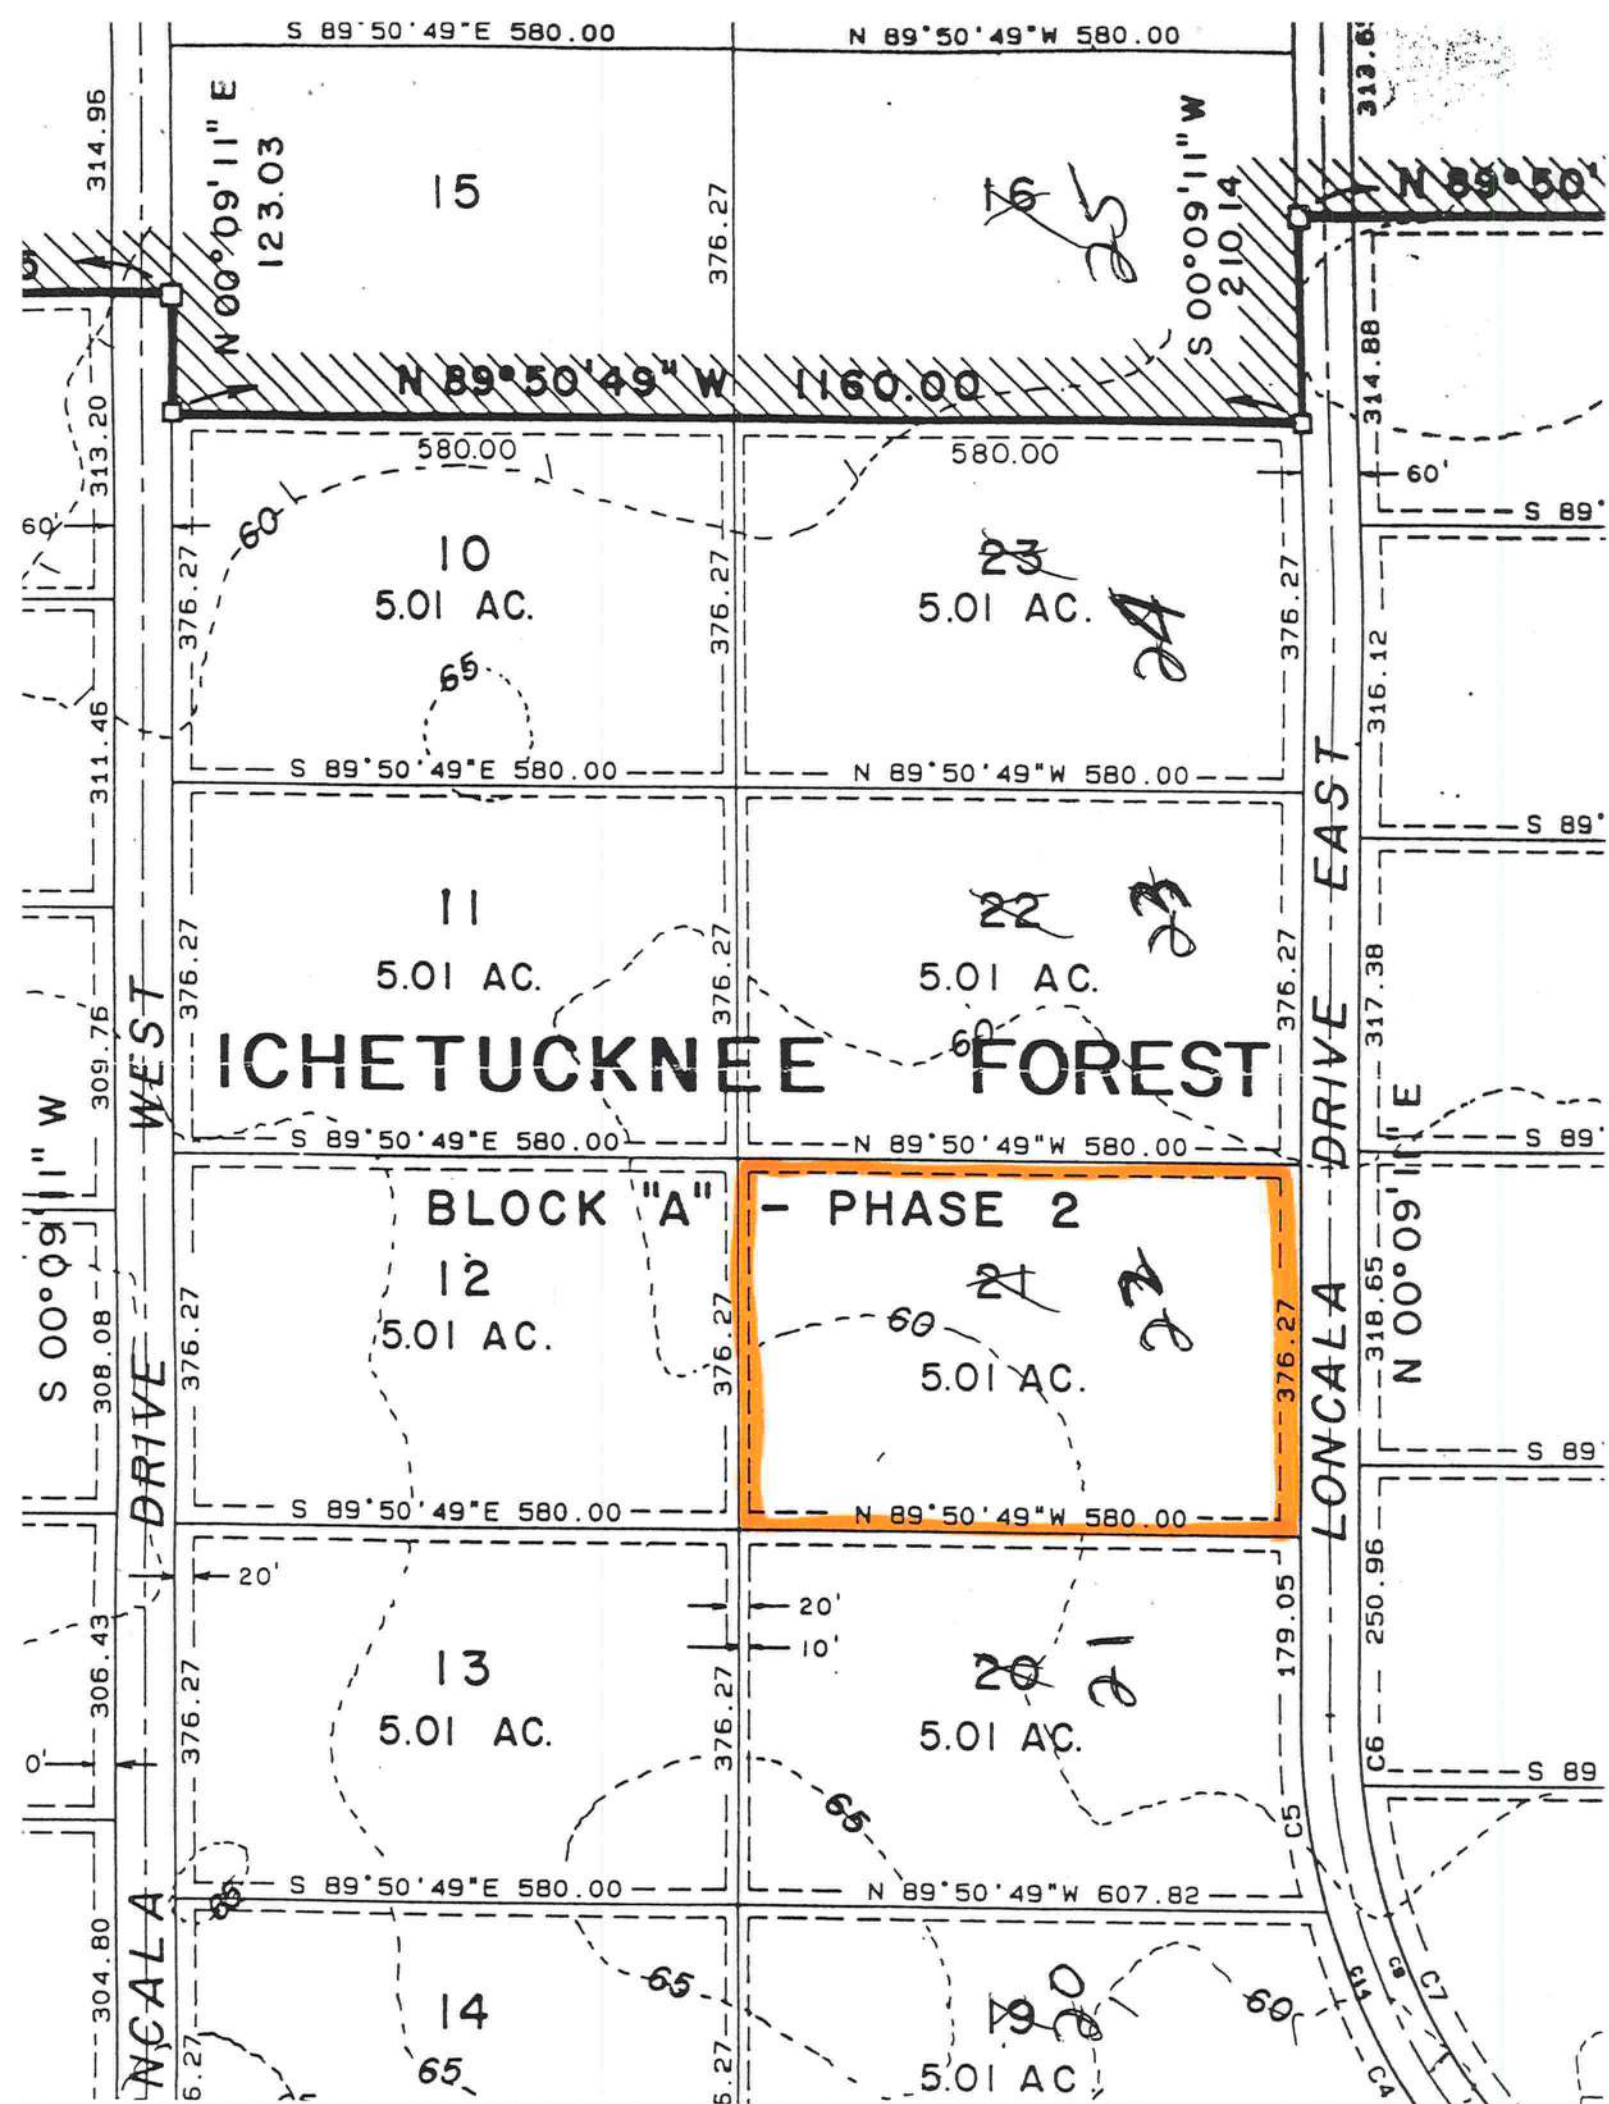 S 89°50'49"E 580.00
N 89°50'49"W 580.00
314.96
N 00°09'11" E
123.03
15
376.27
16
25
S 00°09'11" W
210.14
N 89°50'
N 89°50'49" W 1160.00
314.88
313.20
580.00
580.00
60'
60'
S 89°
60
10
5.01 AC.
376.27
376.27
23
5.01 AC.
24
376.27
316.12
65
311.46
S 89°50'49"E 580.00
N 89°50'49"W 580.00
S 89°
11
5.01 AC.
376.27
376.27
22
5.01 AC.
23
376.27
317.38
309.76
60
ICHETUCKNEE FOREST
S 89°50'49"E 580.00
N 89°50'49"W 580.00
S 89°
S 00°09'11" W
N 00°09'11" E
BLOCK "A" - PHASE 2
12
5.01 AC.
376.27
376.27
21
22
60
5.01 AC.
376.27
318.65
308.08
S 89°50'49"E 580.00
N 89°50'49"W 580.00
S 89
DRIVE WEST
LONCALA DRIVE EAST
20'
20'
10'
13
5.01 AC.
376.27
376.27
20
21
5.01 AC.
179.05
250.96
306.43
0'
C5
C6
S 89
65
S 89°50'49"E 580.00
N 89°50'49"W 607.82
NCALA
304.80
14
65
65
19
20
5.01 AC
60
C7
C4
6.27
6.27